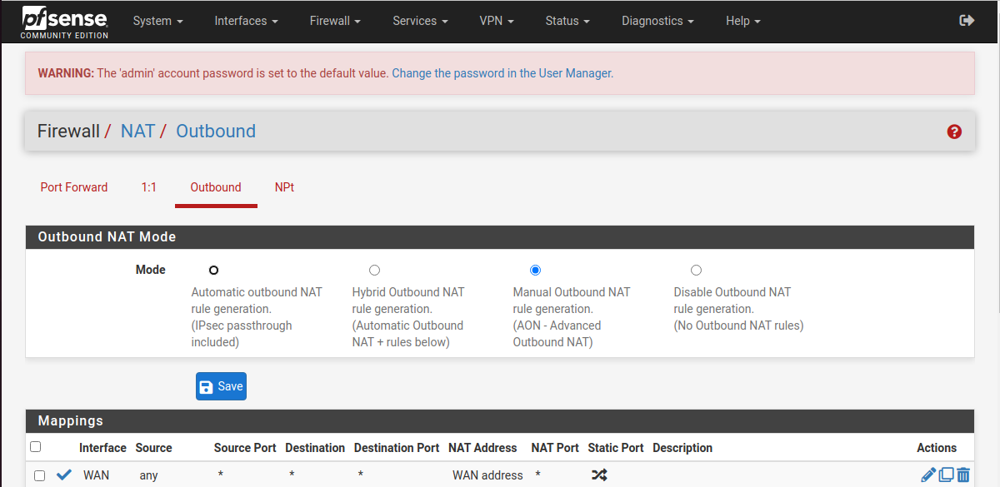 pfsense
COMMUNITY EDITION
System Interfaces Firewall Services VPN Status Diagnostics Help
WARNING: The 'admin' account password is set to the default value. Change the password in the User Manager.
Firewall / NAT / Outbound
?
Port Forward 1:1 Outbound NPt
Outbound NAT Mode
Mode
Automatic outbound NAT
rule generation.
(IPsec passthrough
included)
Hybrid Outbound NAT
rule generation.
(Automatic Outbound
NAT + rules below)
Manual Outbound NAT
rule generation.
(AON - Advanced
Outbound NAT)
Disable Outbound NAT
rule generation.
(No Outbound NAT rules)
Save
Mappings
Interface Source Source Port Destination Destination Port NAT Address NAT Port Static Port Description Actions
WAN any * * * WAN address *